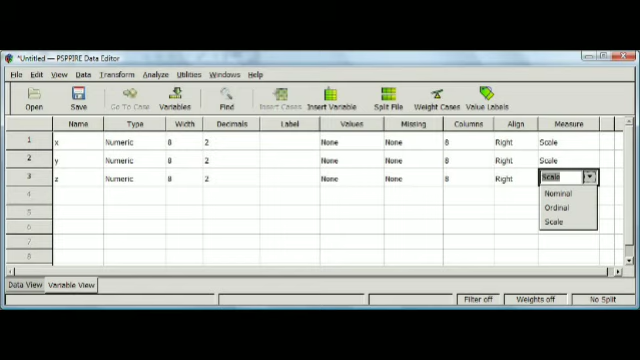 *Untitled — PSPPIRE Data Editor
File Edit View Data Transform Analyze Utilities Windows Help
Open Save Go To Case Variables Find Insert Cases Insert Variable Split File Weight Cases Value Labels
Name Type Width Decimals Label Values Missing Columns Align Measure
1 x Numeric 8 2 None None 8 Right Scale
2 y Numeric 8 2 None None 8 Right Scale
3 z Numeric 8 2 None None 8 Right Scale
4 Nominal
Ordinal
5
Scale
6
7
8
Data View Variable View
Filter off Weights off No Split